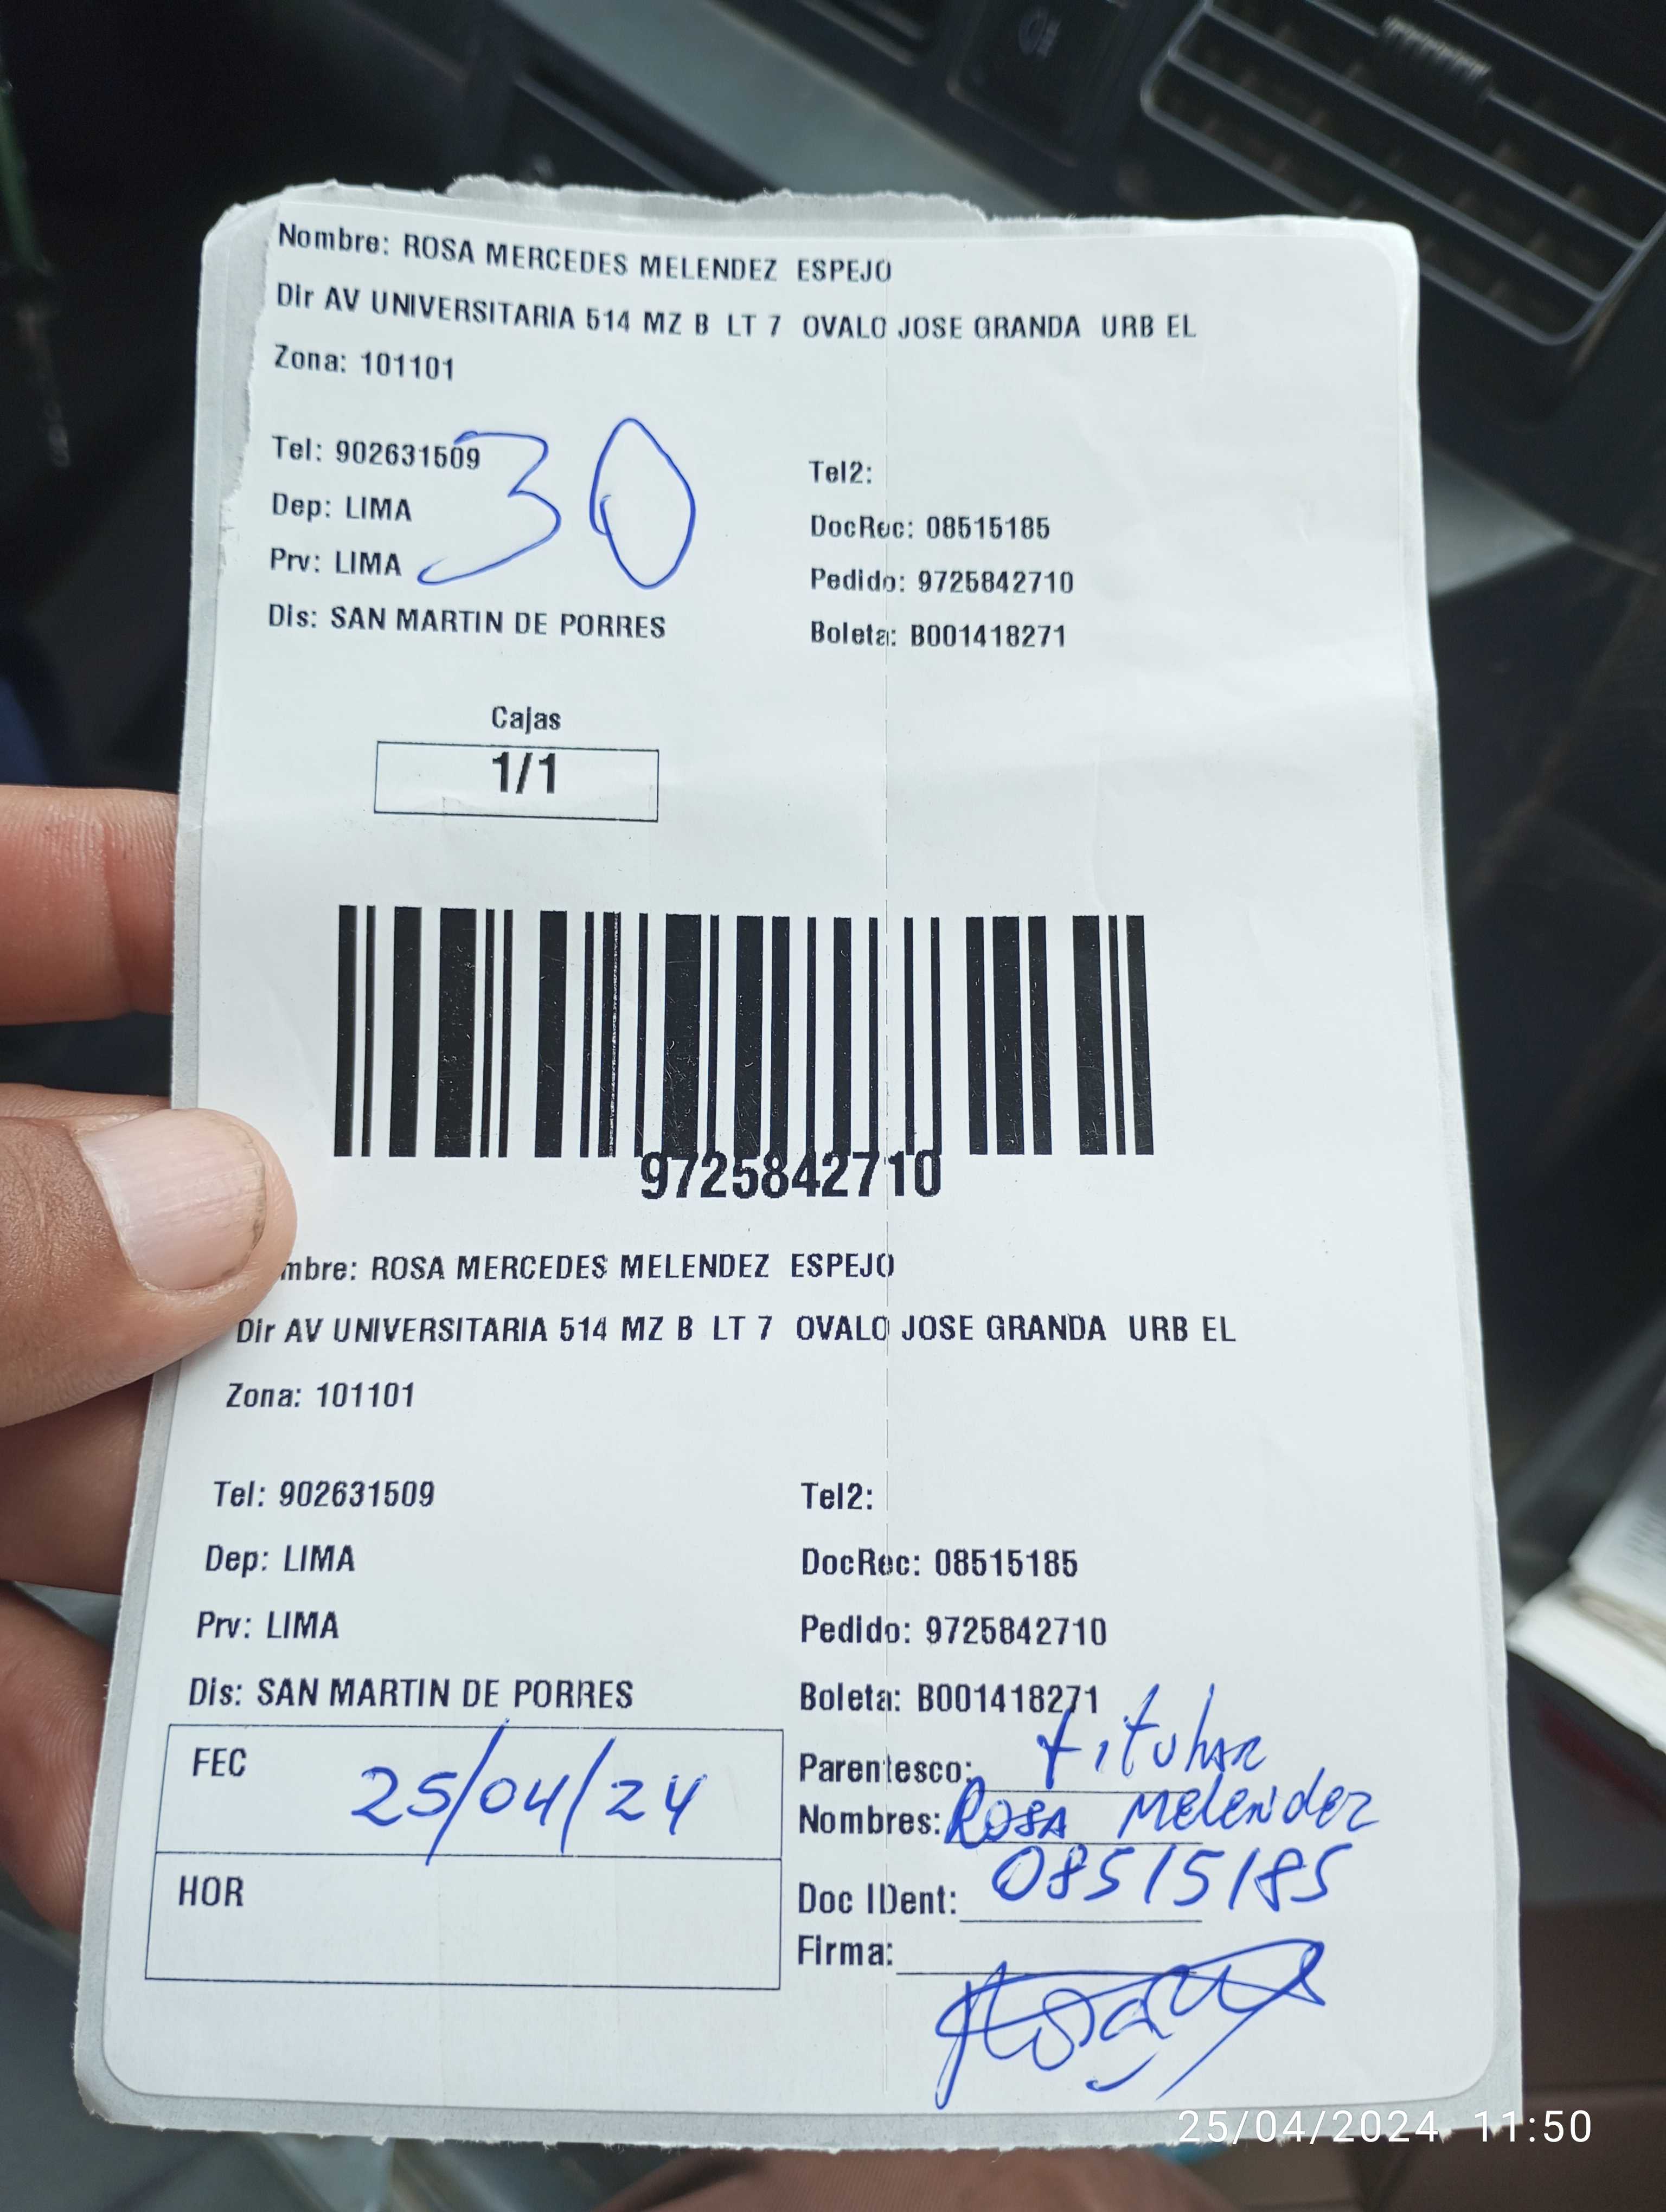 Nombre: ROSA MERCEDES MELENDEZ ESPEJO
Dir AV UNIVERSITARIA 514 MZ B LT 7 OVALO JOSE GRANDA URB EL
Zona: 101101
30
Tel: 902631509 Tel2:
Dep: LIMA DocRec: 08515185
Prv: LIMA Pedido: 9725842710
Dis: SAN MARTIN DE PORRES Boleta: B001418271
Cajas
1/1
9725842710
mbre: ROSA MERCEDES MELENDEZ ESPEJO
Dir AV UNIVERSITARIA 514 MZ B LT 7 OVALO JOSE GRANDA URB EL
Zona: 101101
Tel: 902631509 Tel2:
Dep: LIMA DocRec: 08515185
Prv: LIMA Pedido: 9725842710
Dis: SAN MARTIN DE PORRES Boleta: B001418271
FEC 25/04/24 Parentesco: titular
Nombres: ROSA Melendez
HOR Doc IDent: 08515185
Firma:
25/04/2024 11:50